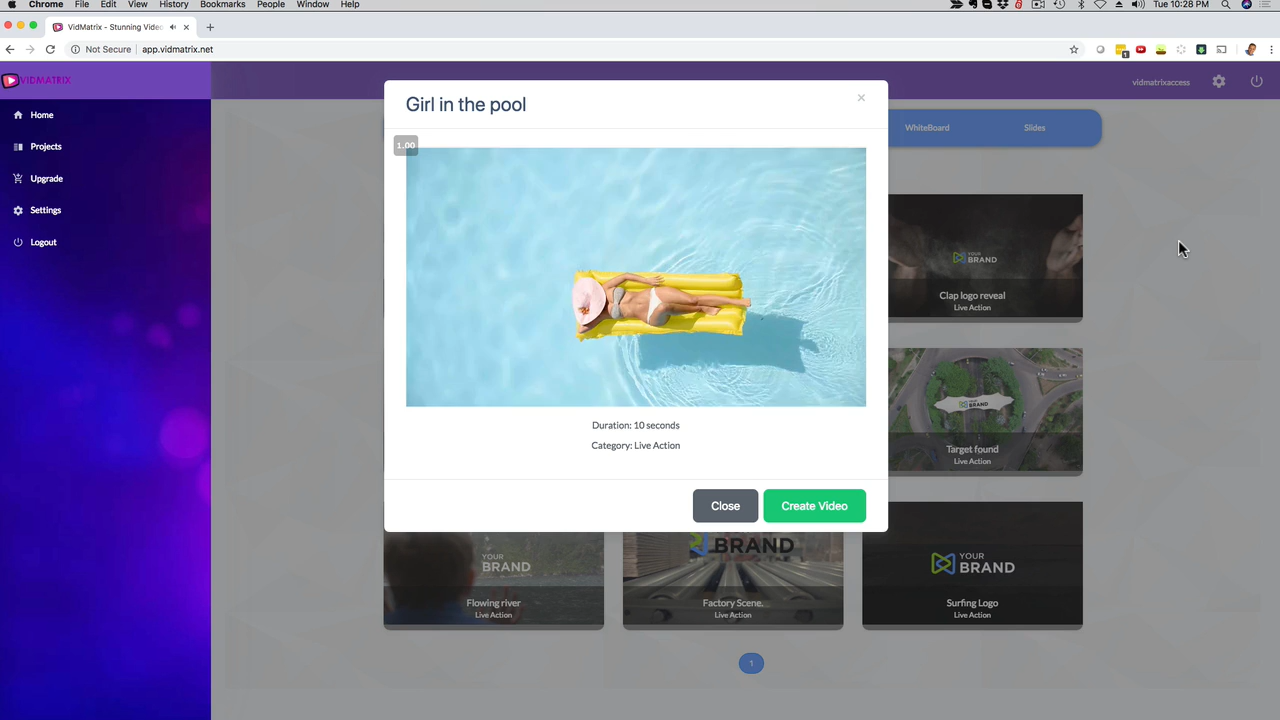 Chrome File Edit View History Bookmarks People Window Help
Tue 10:28 PM
VidMatrix - Stunning Video
Not Secure | app.vidmatrix.net
VIDMATRIX
vidmatrixaccess
Home
Projects
Upgrade
Settings
Logout
WhiteBoard
Slides
Girl in the pool
1.00
Duration: 10 seconds
Category: Live Action
Close
Create Video
YOUR
BRAND
Clap logo reveal
Live Action
YOUR
BRAND
Target found
Live Action
YOUR
BRAND
Flowing river
Live Action
BRAND
Factory Scene.
Live Action
YOUR
BRAND
Surfing Logo
Live Action
1